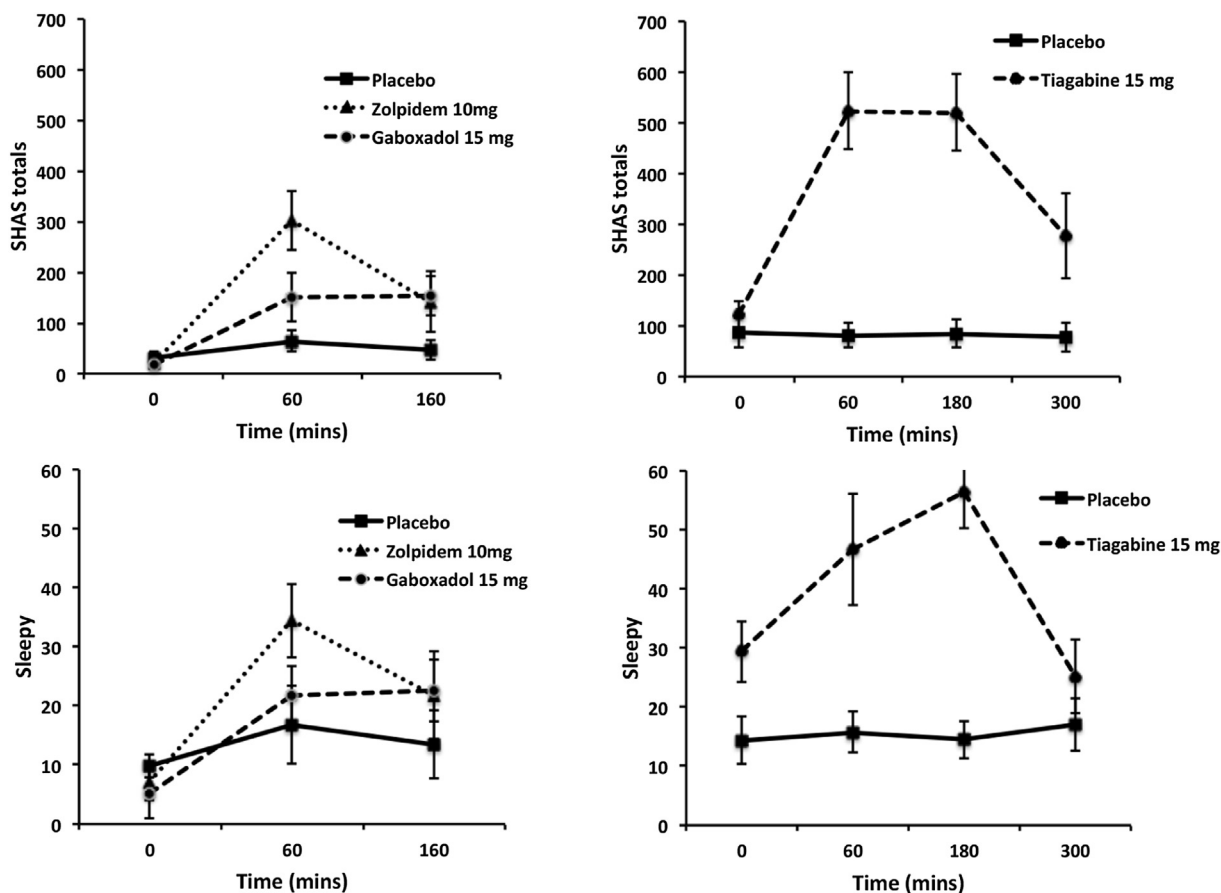 700
600
500
400
300
200
100
0
SHAS totals
Placebo
Zolpidem 10mg
Gaboxadol 15 mg
0 60 160
Time (mins)
700
600
500
400
300
200
100
0
SHAS totals
Placebo
Tiagabine 15 mg
0 60 180 300
Time (mins)
60
50
40
30
20
10
0
Sleepy
Placebo
Zolpidem 10mg
Gaboxadol 15 mg
0 60 160
Time (mins)
60
50
40
30
20
10
0
Sleepy
Placebo
Tiagabine 15 mg
0 60 180 300
Time (mins)